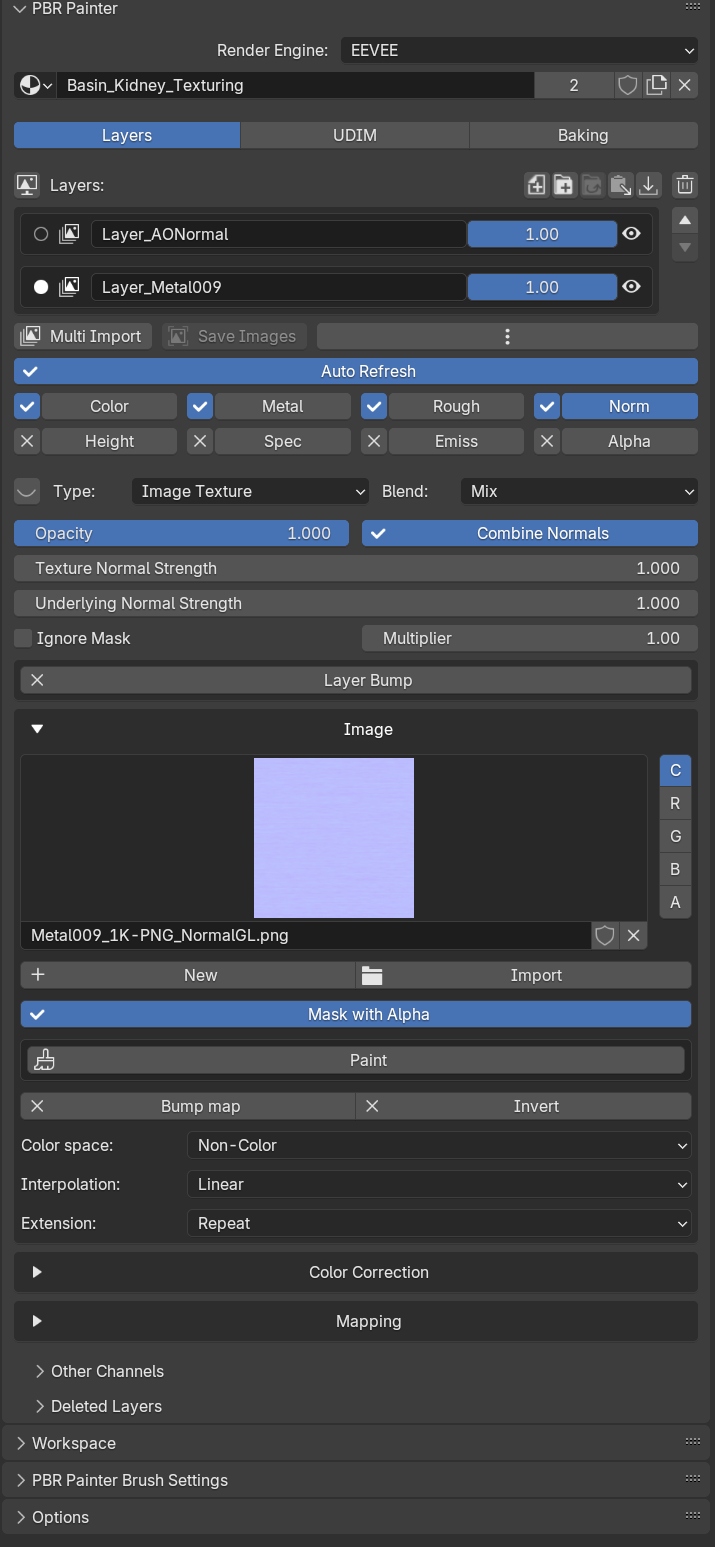 PBR Painter
Render Engine: EEVEE
Basin_Kidney_Texturing 2
Layers UDIM Baking
Layers:
Layer_AONormal 1.00
Layer_Metal009 1.00
Multi Import Save Images
Auto Refresh
Color Metal Rough Norm
Height Spec Emiss Alpha
Type: Image Texture Blend: Mix
Opacity 1.000 Combine Normals
Texture Normal Strength 1.000
Underlying Normal Strength 1.000
Ignore Mask Multiplier 1.00
Layer Bump
Image
C
R
G
B
A
Metal009_1K-PNG_NormalGL.png
New Import
Mask with Alpha
Paint
Bump map Invert
Color space: Non-Color
Interpolation: Linear
Extension: Repeat
Color Correction
Mapping
Other Channels
Deleted Layers
Workspace
PBR Painter Brush Settings
Options